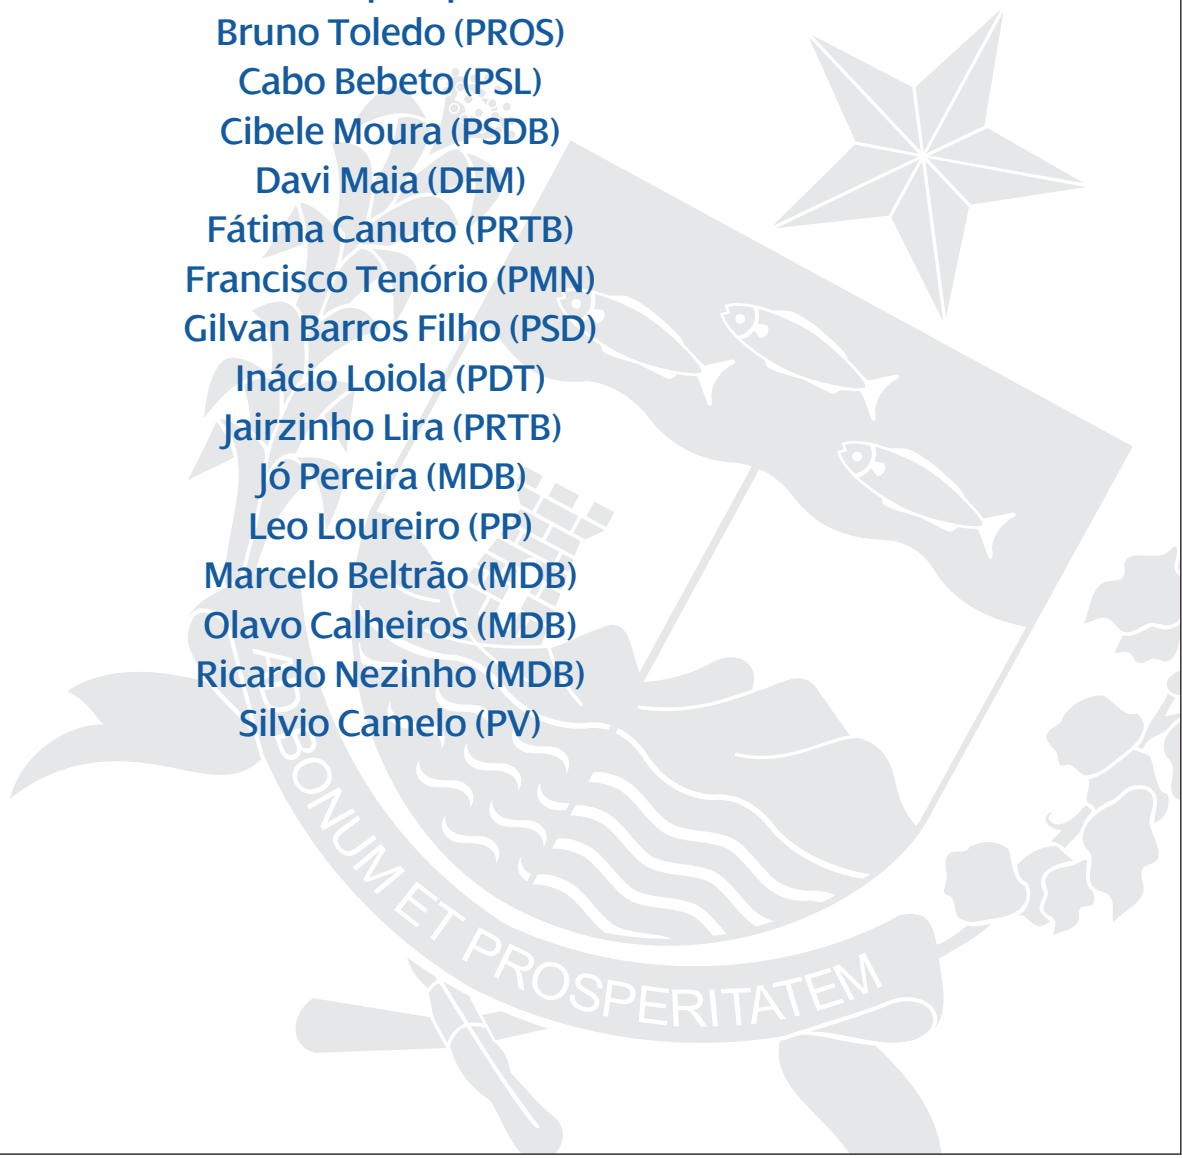 Bruno Toledo (PROS)
Cabo Bebeto (PSL)
Cibele Moura (PSDB)
Davi Maia (DEM)
Fátima Canuto (PRTB)
Francisco Tenório (PMN)
Gilvan Barros Filho (PSD)
Inácio Loiola (PDT)
Jairzinho Lira (PRTB)
Jó Pereira (MDB)
Leo Loureiro (PP)
Marcelo Beltrão (MDB)
Olavo Calheiros (MDB)
Ricardo Nezinho (MDB)
Silvio Camelo (PV)
AD BONUM ET PROSPERITATEM